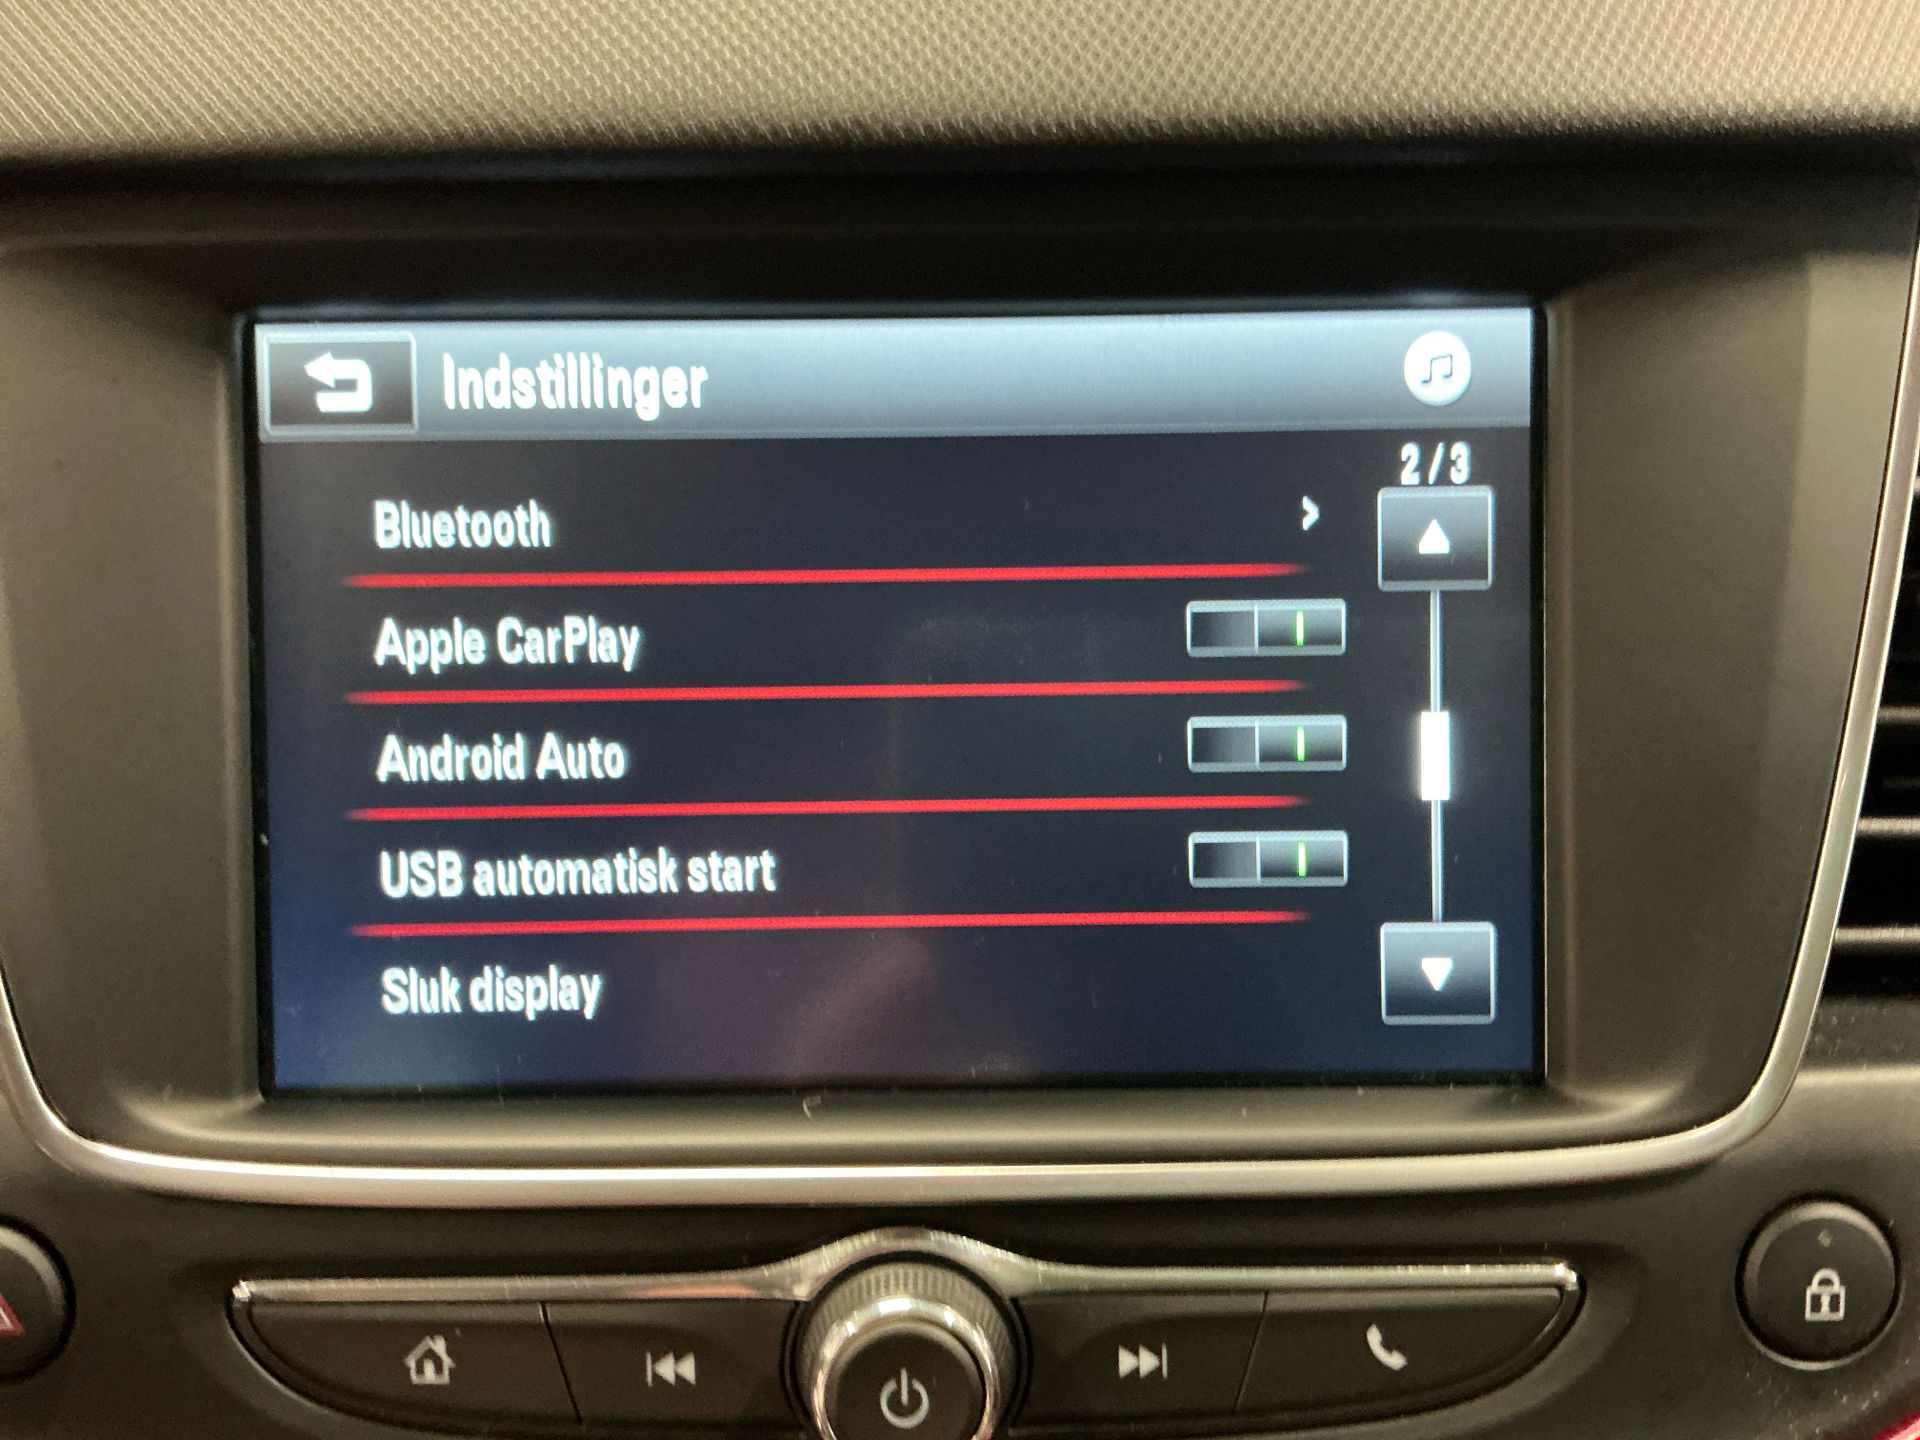 Indstillinger
2/3
Bluetooth
Apple CarPlay
Android Auto
USB automatisk start
Sluk display